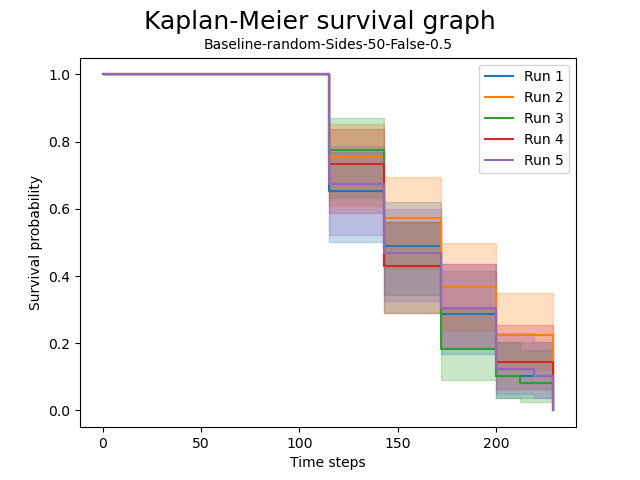 Kaplan-Meier survival graph
Baseline-random-Sides-50-False-0.5
Survival probability
1.0
0.8
0.6
0.4
0.2
0.0
Run 1
Run 2
Run 3
Run 4
Run 5
0 50 100 150 200
Time steps